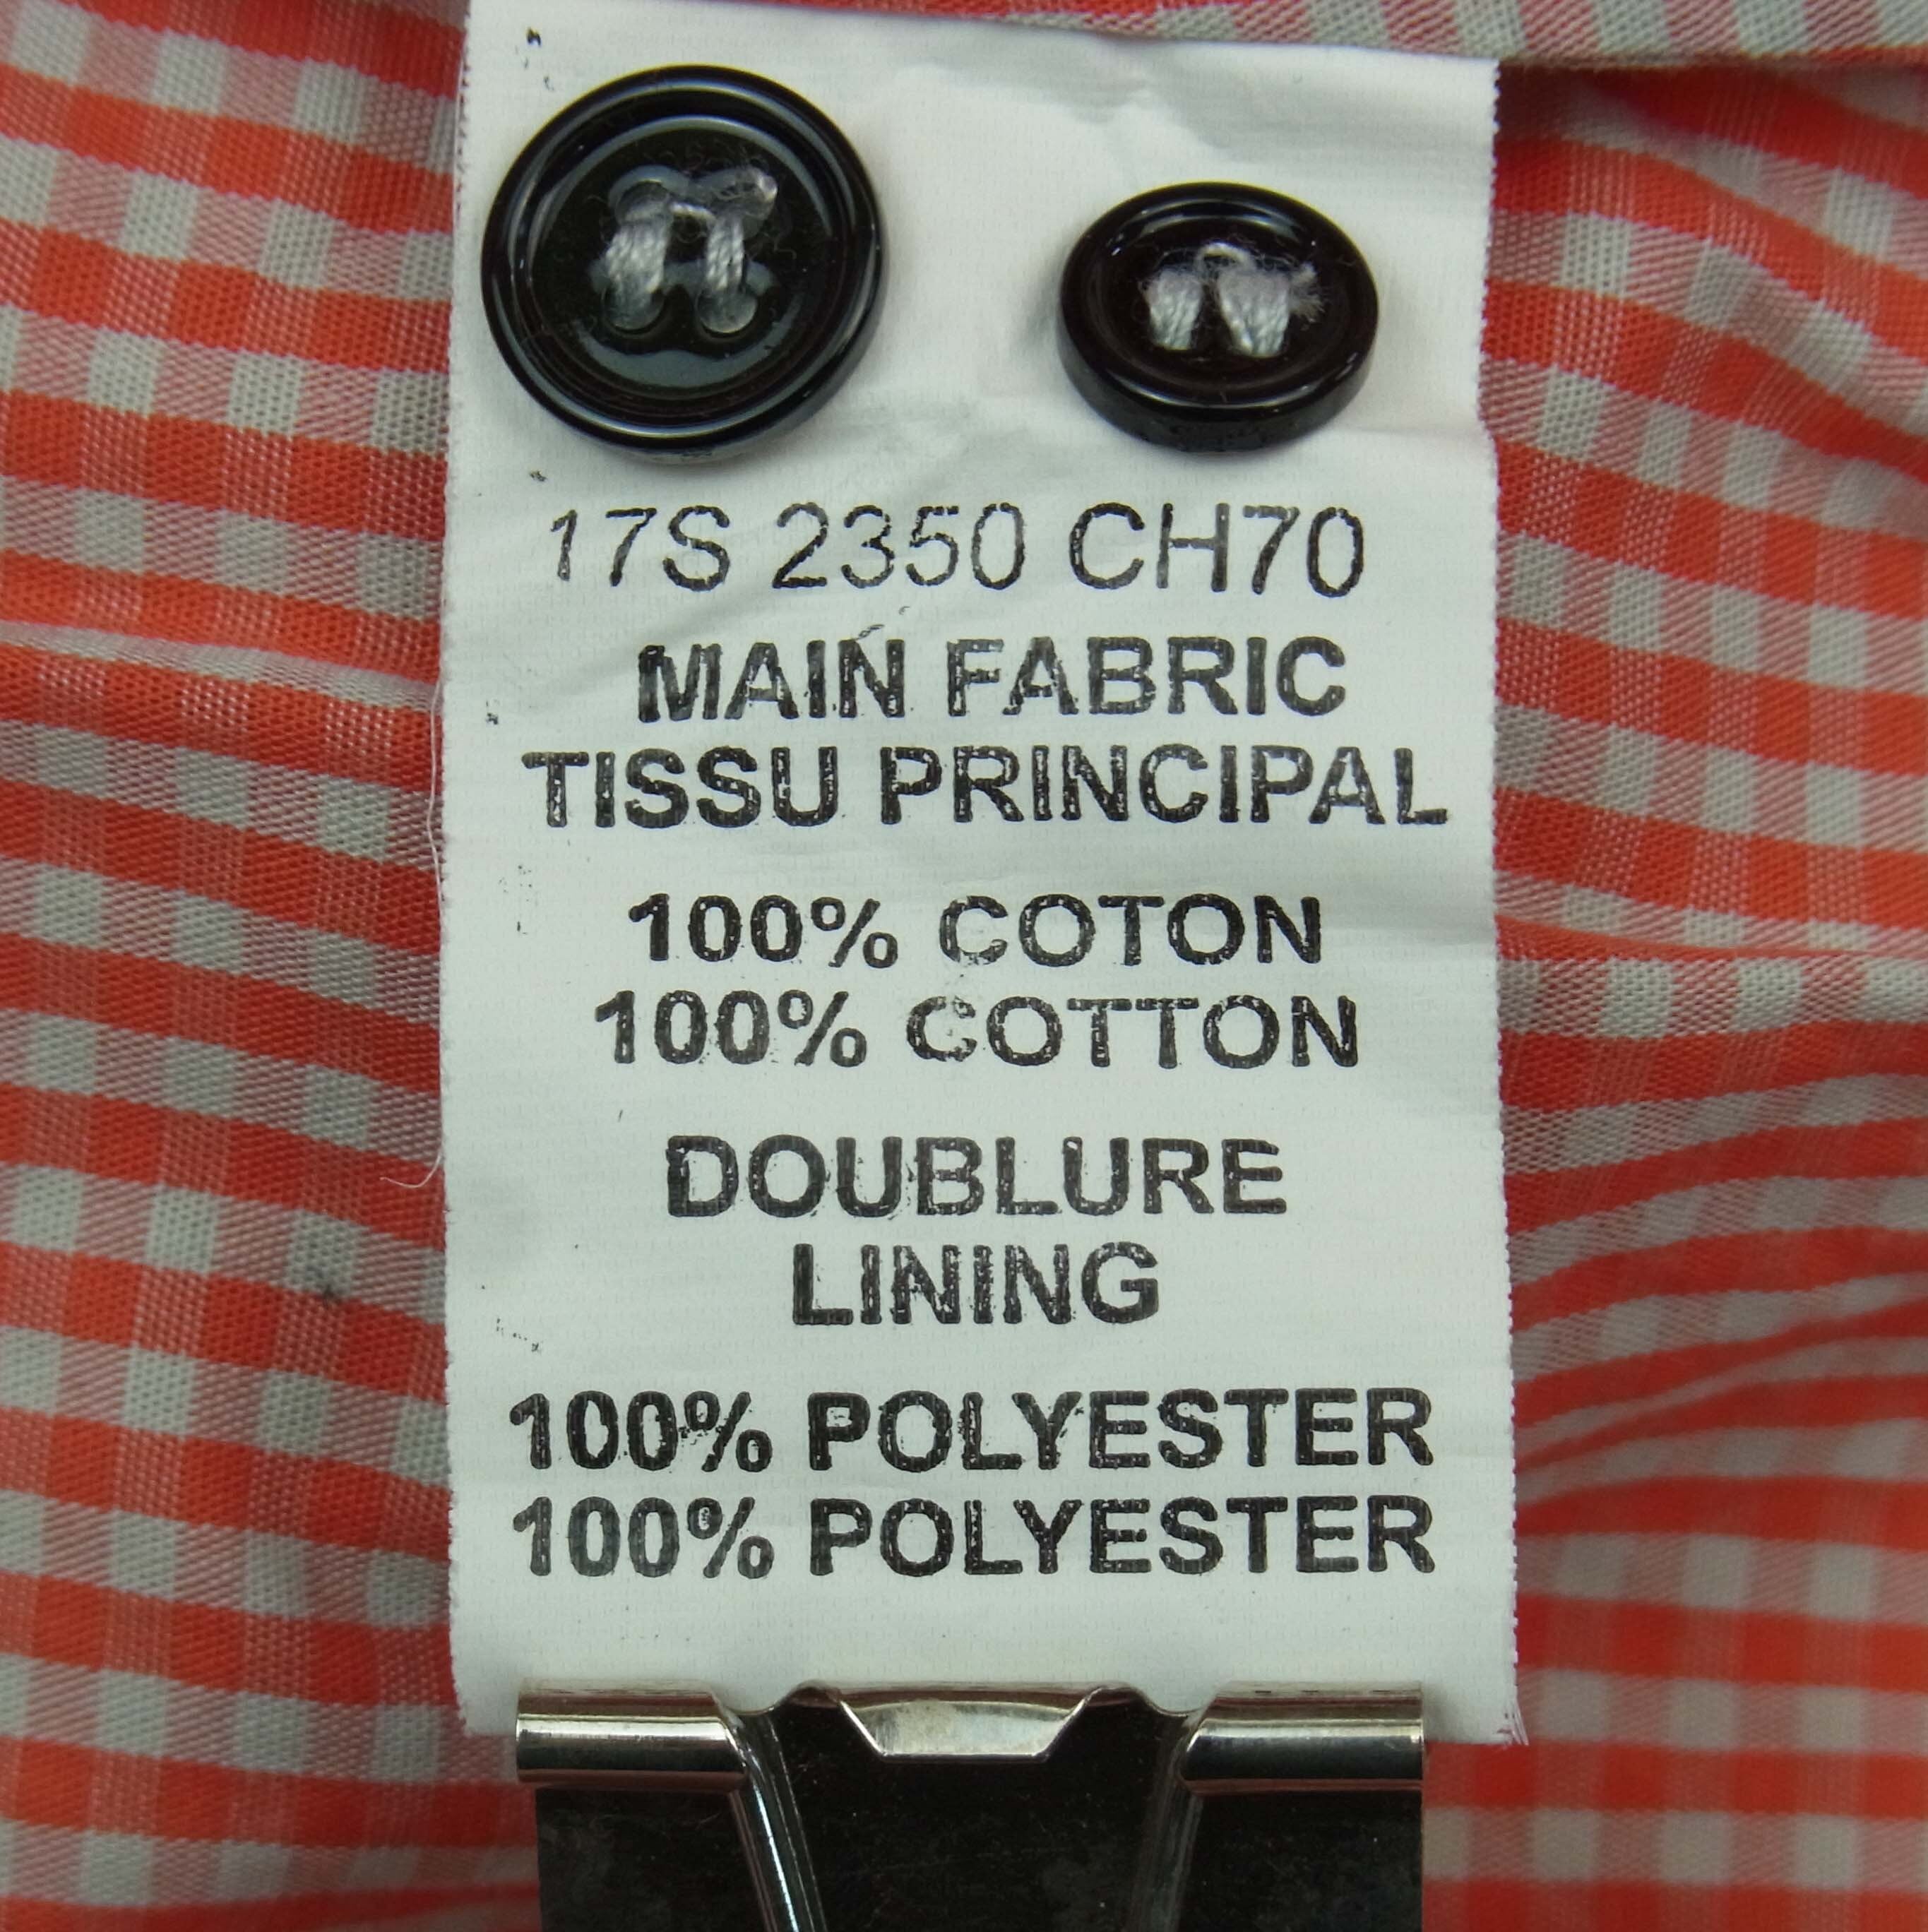 17S 2350 CH70
MAIN FABRIC
TISSU PRINCIPAL
100% COTON
100% COTTON
DOUBLURE
LINING
100% POLYESTER
100% POLYESTER